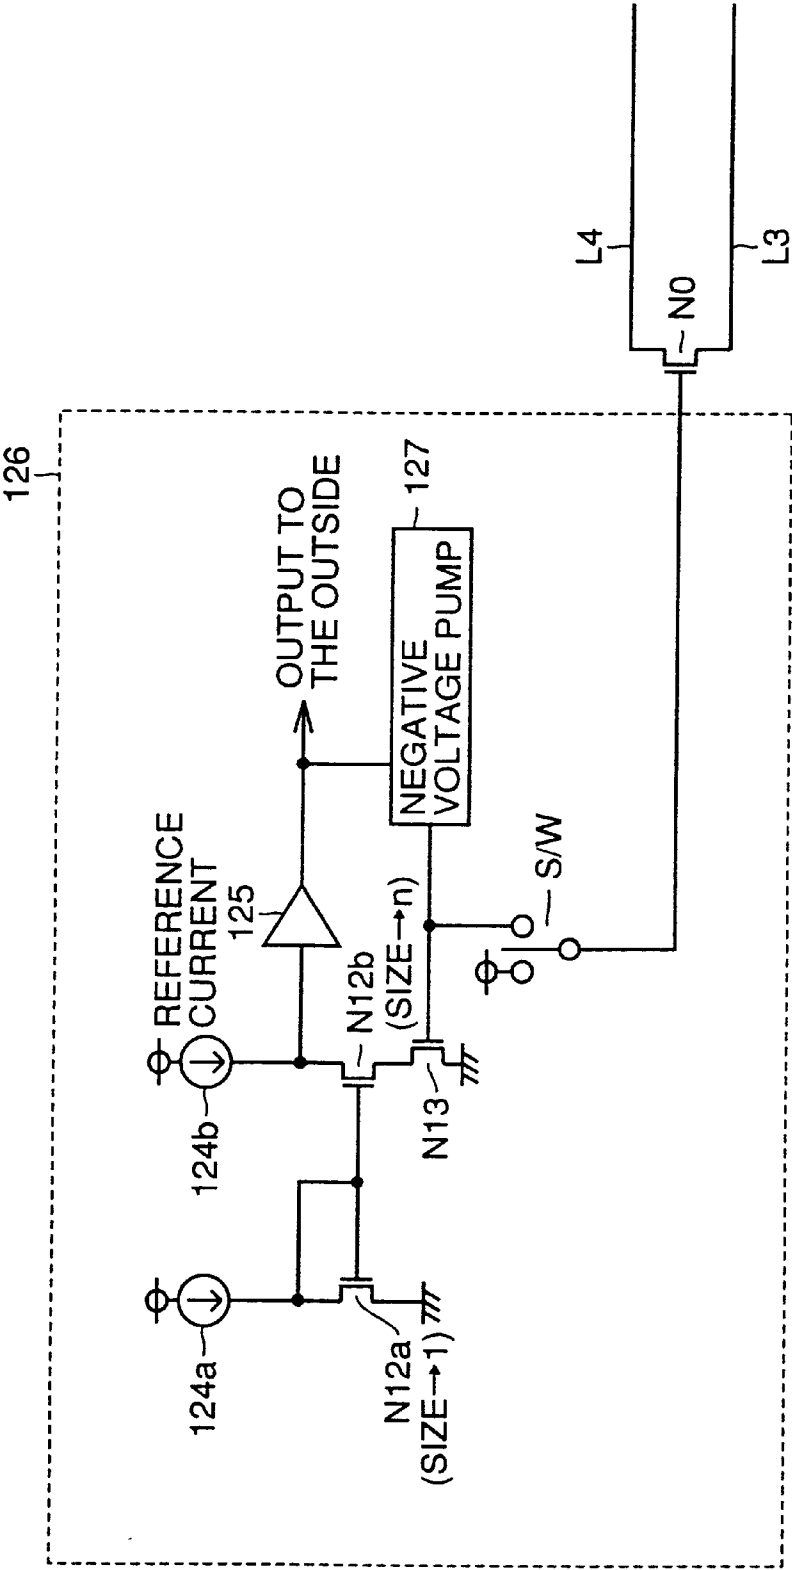 126
L4
L3
N0
OUTPUT TO
THE OUTSIDE
127
NEGATIVE
VOLTAGE PUMP
REFERENCE
CURRENT
125
S/W
N12b
(SIZE→n)
124b
N13
124a
N12a
(SIZE→1)